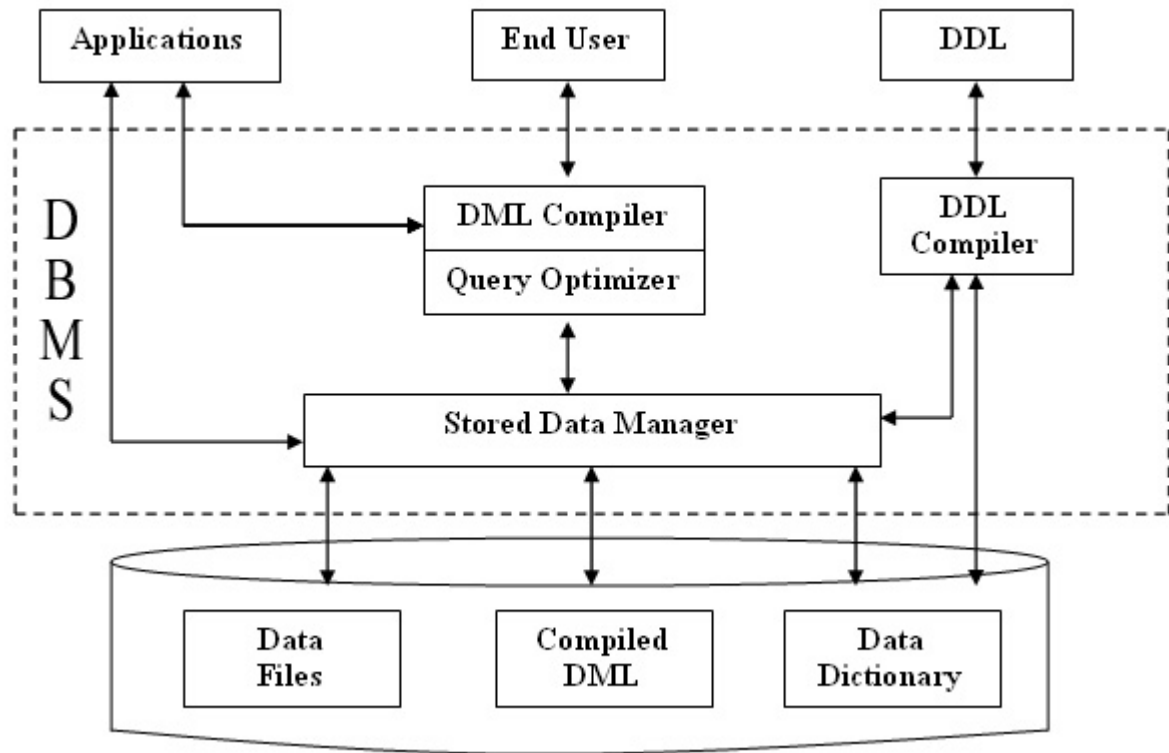 Applications
End User
DDL
D
B
M
S
DML Compiler
Query Optimizer
DDL
Compiler
Stored Data Manager
Data
Files
Compiled
DML
Data
Dictionary